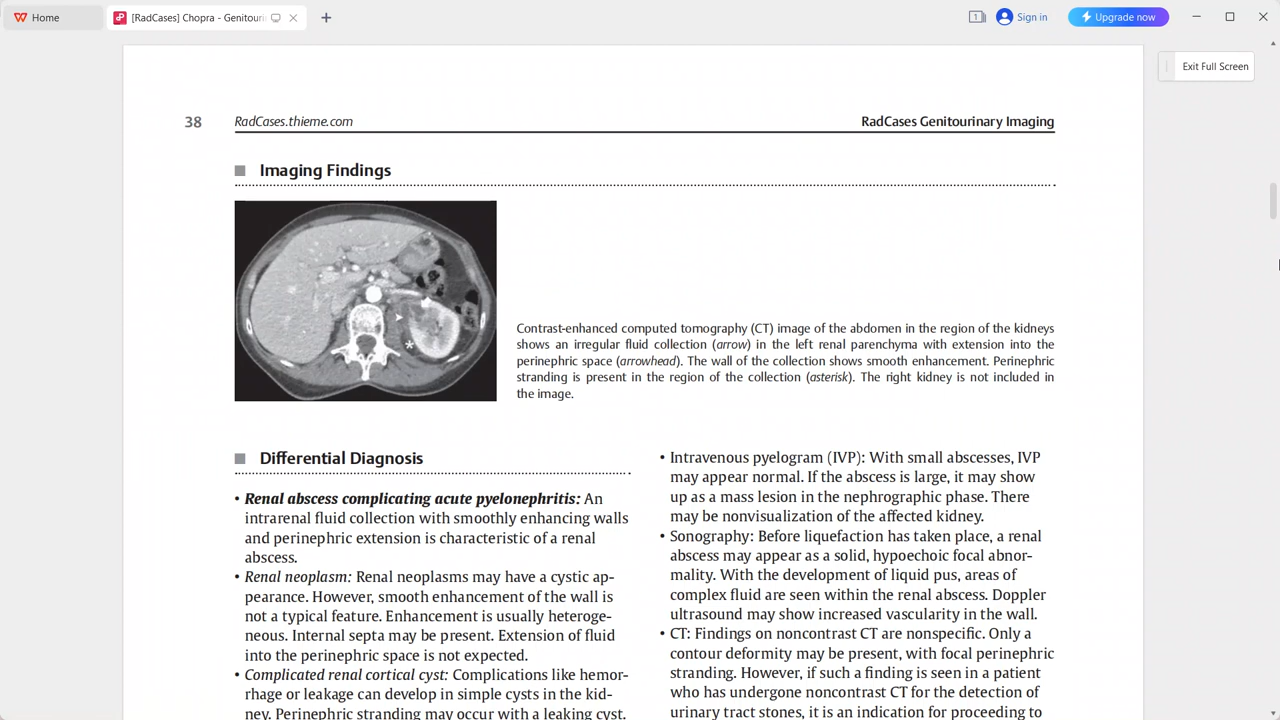 Home
[RadCases] Chopra - Genitouri
+
1
Sign in
Upgrade now
Exit Full Screen
38
RadCases.thieme.com
RadCases Genitourinary Imaging
Imaging Findings
Contrast-enhanced computed tomography (CT) image of the abdomen in the region of the kidneys
shows an irregular fluid collection (arrow) in the left renal parenchyma with extension into the
perinephric space (arrowhead). The wall of the collection shows smooth enhancement. Perinephric
stranding is present in the region of the collection (asterisk). The right kidney is not included in
the image.
*
Differential Diagnosis
• Renal abscess complicating acute pyelonephritis: An
intrarenal fluid collection with smoothly enhancing walls
and perinephric extension is characteristic of a renal
abscess.
• Renal neoplasm: Renal neoplasms may have a cystic ap-
pearance. However, smooth enhancement of the wall is
not a typical feature. Enhancement is usually heteroge-
neous. Internal septa may be present. Extension of fluid
into the perinephric space is not expected.
• Complicated renal cortical cyst: Complications like hemor-
rhage or leakage can develop in simple cysts in the kid-
ney. Perinephric stranding may occur with a leaking cyst.
• Intravenous pyelogram (IVP): With small abscesses, IVP
may appear normal. If the abscess is large, it may show
up as a mass lesion in the nephrographic phase. There
may be nonvisualization of the affected kidney.
• Sonography: Before liquefaction has taken place, a renal
abscess may appear as a solid, hypoechoic focal abnor-
mality. With the development of liquid pus, areas of
complex fluid are seen within the renal abscess. Doppler
ultrasound may show increased vascularity in the wall.
• CT: Findings on noncontrast CT are nonspecific. Only a
contour deformity may be present, with focal perinephric
stranding. However, if such a finding is seen in a patient
who has undergone noncontrast CT for the detection of
urinary tract stones, it is an indication for proceeding to